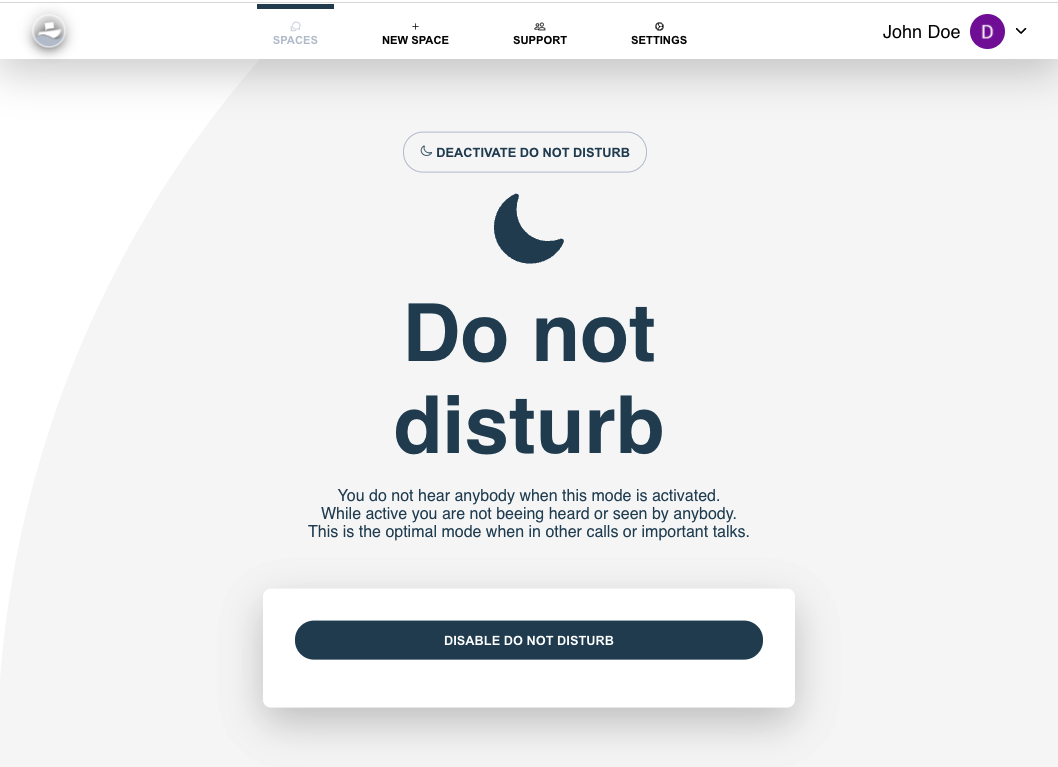 SPACES
NEW SPACE
SUPPORT
SETTINGS
John Doe
D
DEACTIVATE DO NOT DISTURB
Do not
disturb
You do not hear anybody when this mode is activated.
While active you are not beeing heard or seen by anybody.
This is the optimal mode when in other calls or important talks.
DISABLE DO NOT DISTURB